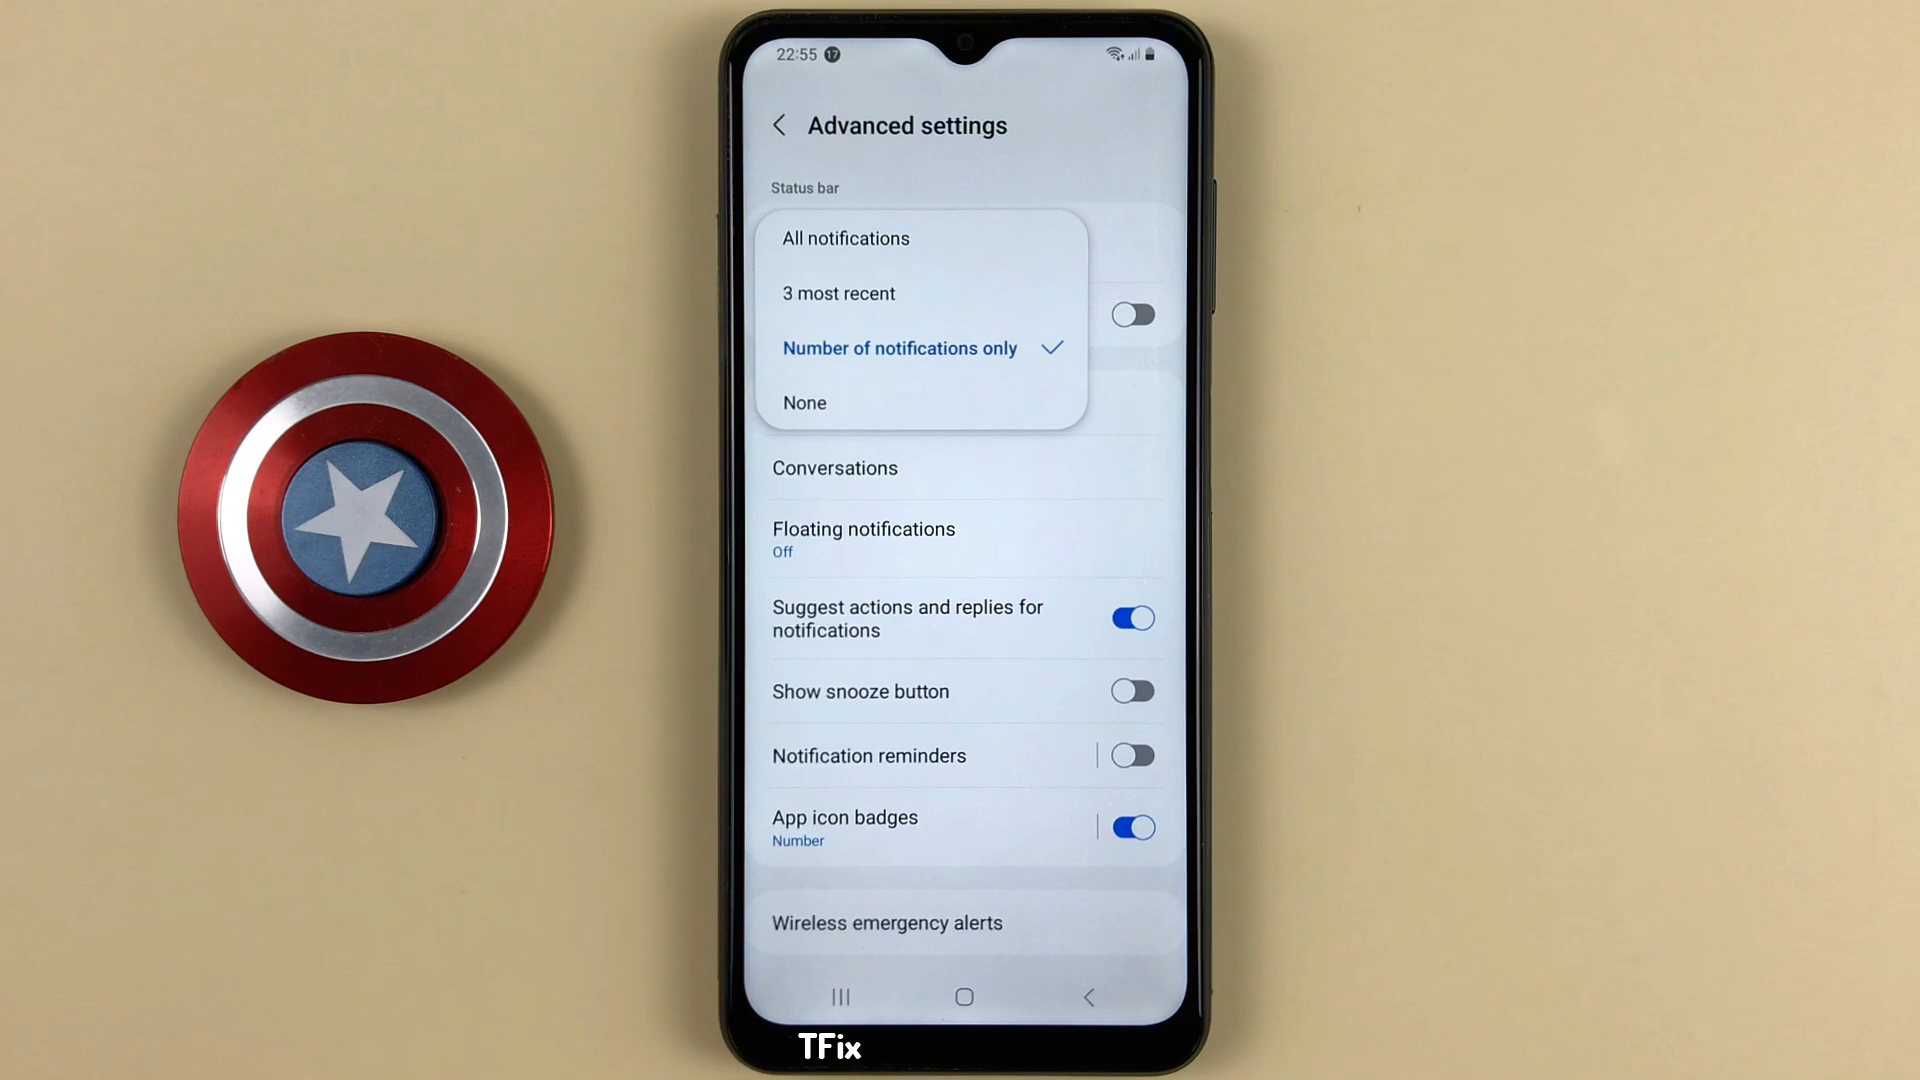 22:55 17
Advanced settings
Status bar
All notifications
3 most recent
Number of notifications only
None
Conversations
Floating notifications
Off
Suggest actions and replies for
notifications
Show snooze button
Notification reminders
App icon badges
Number
Wireless emergency alerts
TFix